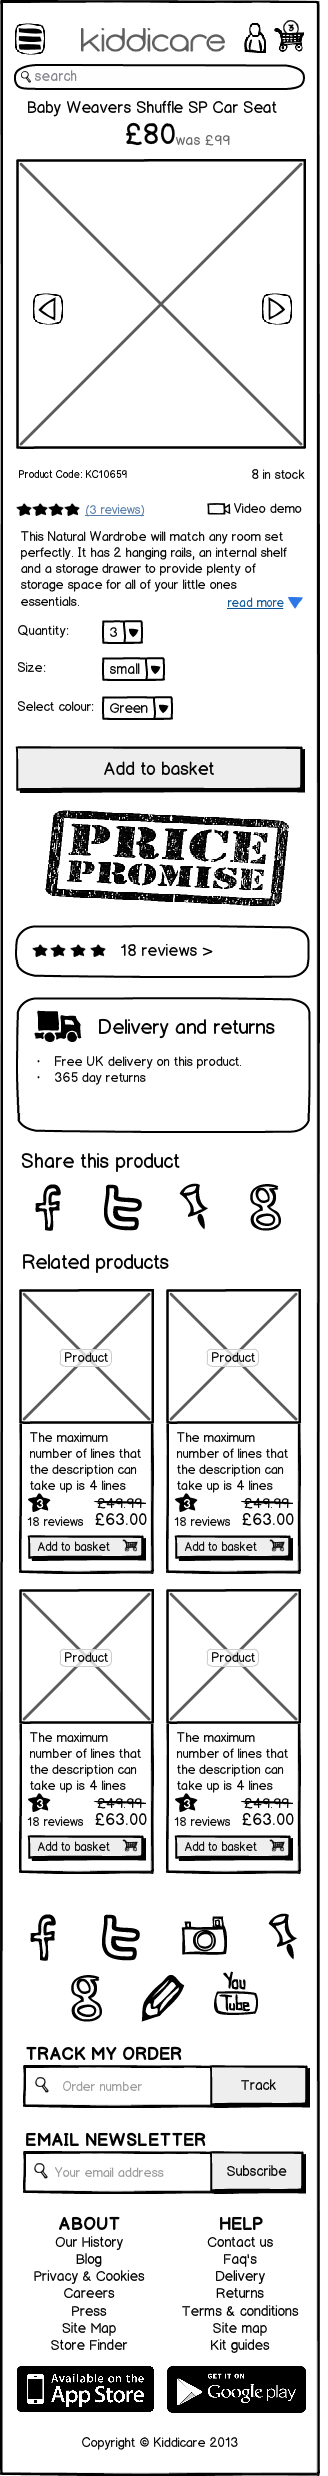 kiddicare
3
search
Baby Weavers Shuffle SP Car Seat
£80 was £99
Product Code: KC10659
8 in stock
(3 reviews)
Video demo
This Natural Wardrobe will match any room set
perfectly. It has 2 hanging rails, an internal shelf
and a storage drawer to provide plenty of
storage space for all of your little ones
essentials.
read more
Quantity: 3
Size: small
Select colour: Green
Add to basket
PRICE
PROMISE
18 reviews >
Delivery and returns
· Free UK delivery on this product.
· 365 day returns
Share this product
f t g
Related products
Product
The maximum
number of lines that
the description can
take up is 4 lines
3 £49.99
18 reviews £63.00
Add to basket
Product
The maximum
number of lines that
the description can
take up is 4 lines
3 £49.99
18 reviews £63.00
Add to basket
Product
The maximum
number of lines that
the description can
take up is 4 lines
3 £49.99
18 reviews £63.00
Add to basket
Product
The maximum
number of lines that
the description can
take up is 4 lines
3 £49.99
18 reviews £63.00
Add to basket
f t
g
You
Tube
TRACK MY ORDER
Order number
Track
EMAIL NEWSLETTER
Your email address
Subscribe
ABOUT
Our History
Blog
Privacy & Cookies
Careers
Press
Site Map
Store Finder
HELP
Contact us
Faq's
Delivery
Returns
Terms & conditions
Site map
Kit guides
Available on the
App Store
GET IT ON
Google play
Copyright © Kiddicare 2013